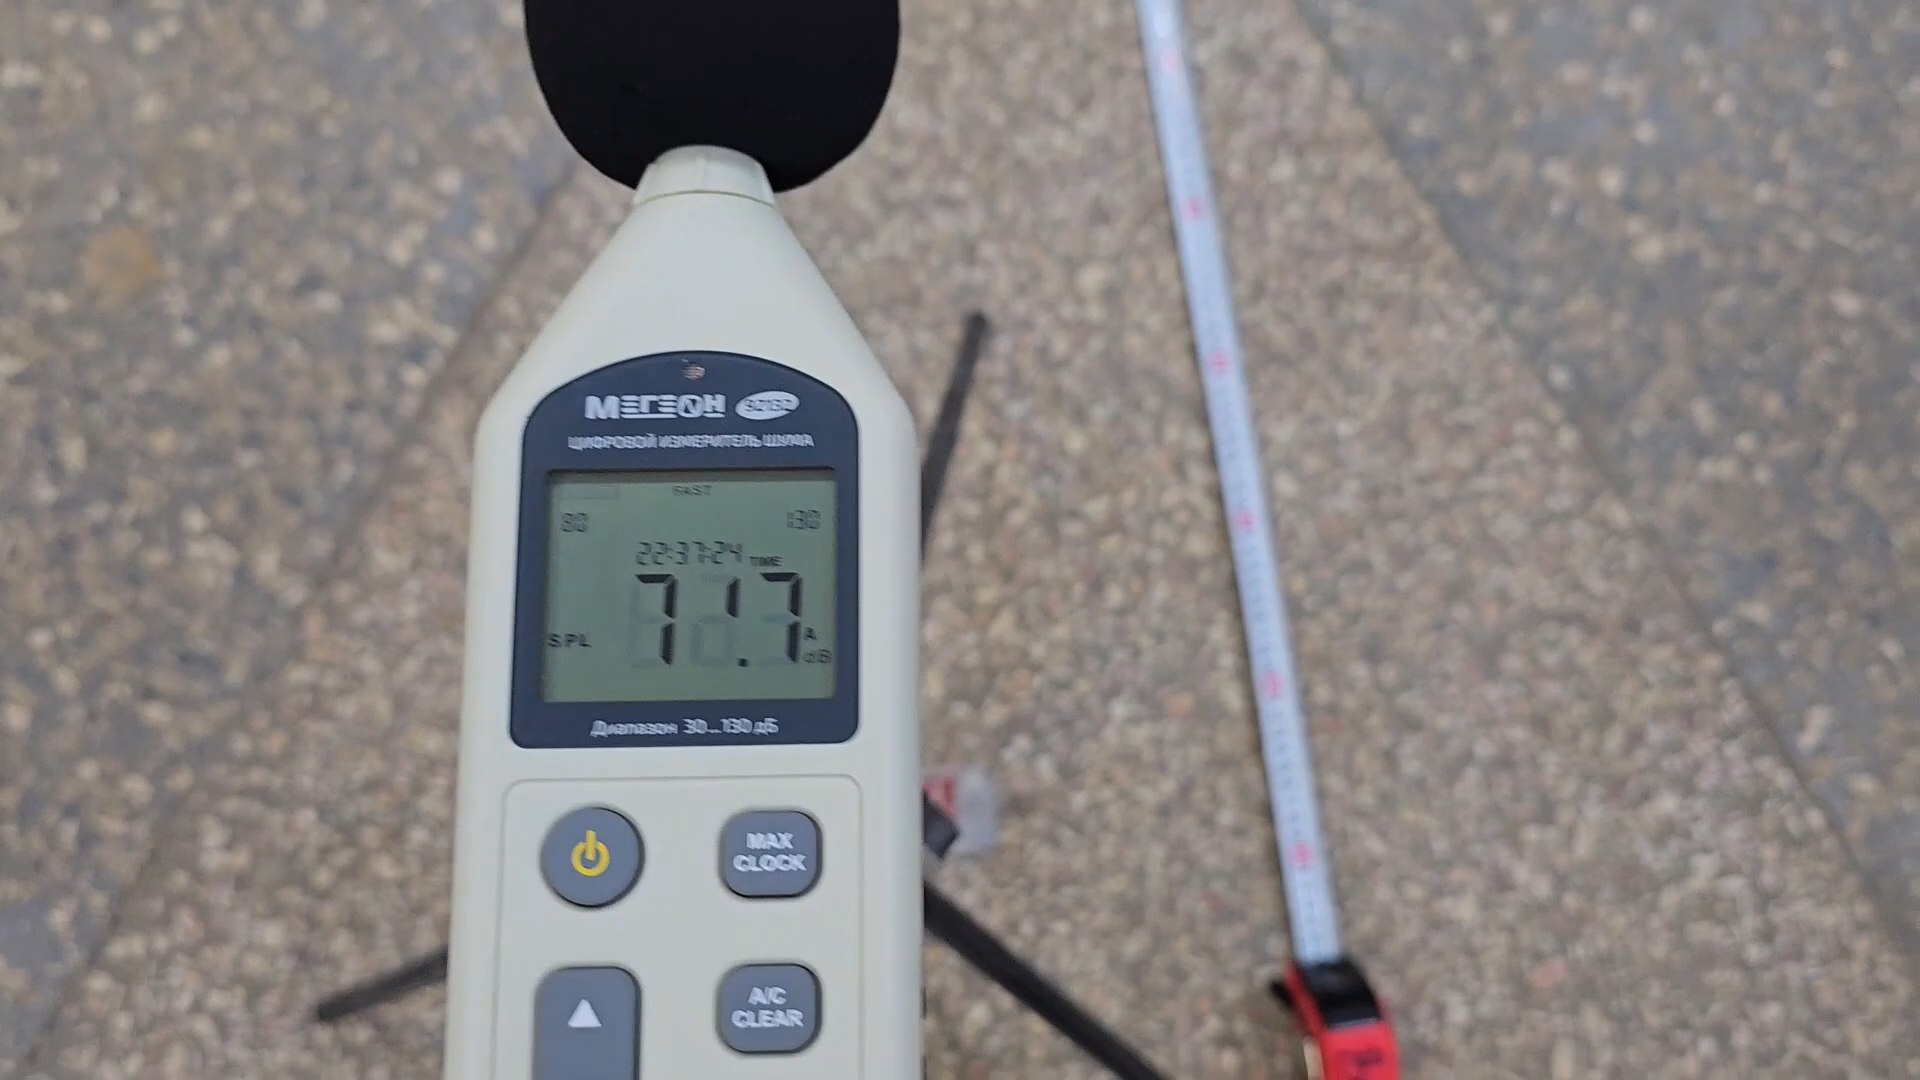 МЕГЕОН
ЦИФРОВОЙ ИЗМЕРИТЕЛЬ ШУМА
FAST
80 130
22:37:24 TIME
SPL 71.7 A dB
Диапазон 30...130 дБ
MAX CLOCK
A/C CLEAR